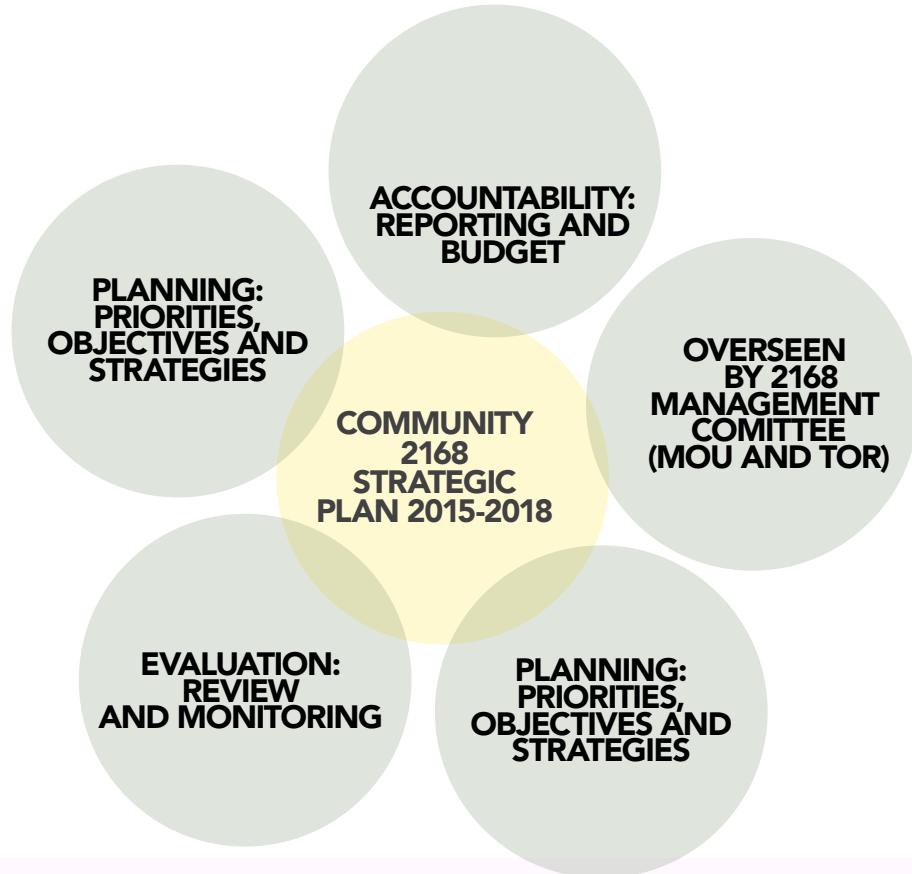 ACCOUNTABILITY:
REPORTING AND
BUDGET
PLANNING:
PRIORITIES,
OBJECTIVES AND
STRATEGIES
OVERSEEN
BY 2168
MANAGEMENT
COMITTEE
(MOU AND TOR)
COMMUNITY
2168
STRATEGIC
PLAN 2015-2018
EVALUATION:
REVIEW
AND MONITORING
PLANNING:
PRIORITIES,
OBJECTIVES AND
STRATEGIES